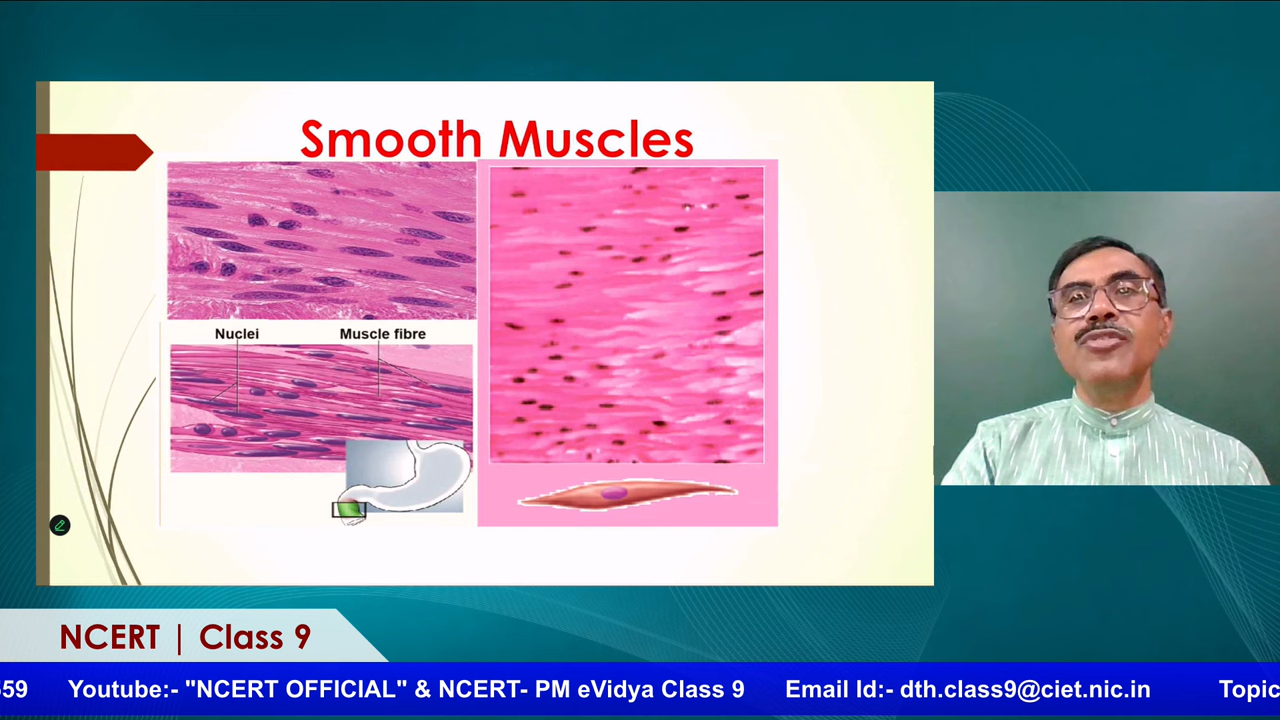 Smooth Muscles
Nuclei Muscle fibre
NCERT | Class 9
559 Youtube:- "NCERT OFFICIAL" & NCERT- PM eVidya Class 9 Email Id:- dth.class9@ciet.nic.in Topic